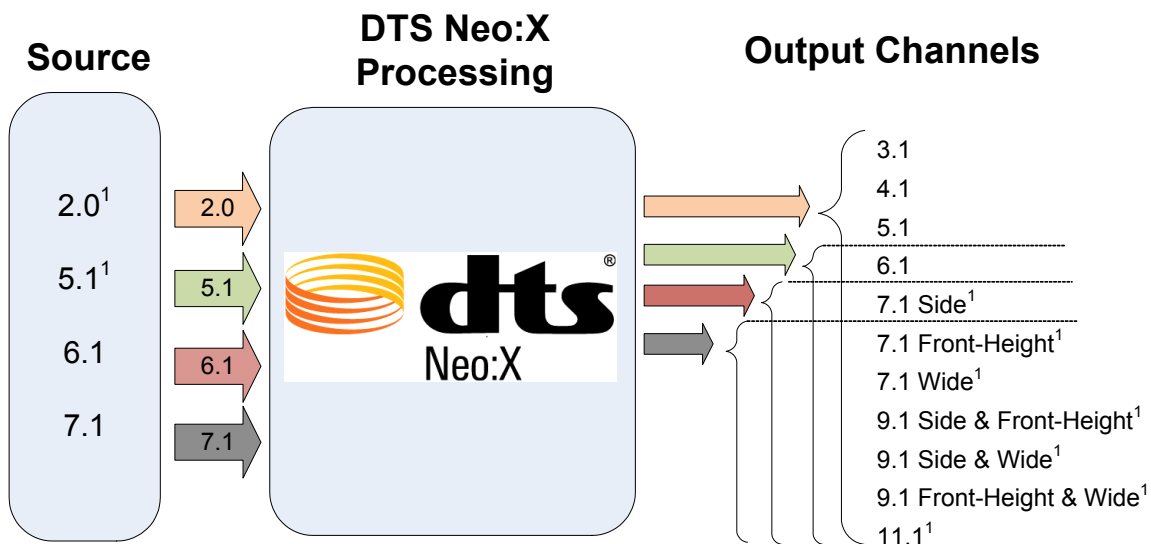 Source
DTS Neo:X
Processing
Output Channels
2.0¹
5.1¹
6.1
7.1
2.0
5.1
6.1
7.1
dts®
Neo:X
3.1
4.1
5.1
6.1
7.1 Side¹
7.1 Front-Height¹
7.1 Wide¹
9.1 Side & Front-Height¹
9.1 Side & Wide¹
9.1 Front-Height & Wide¹
11.1¹